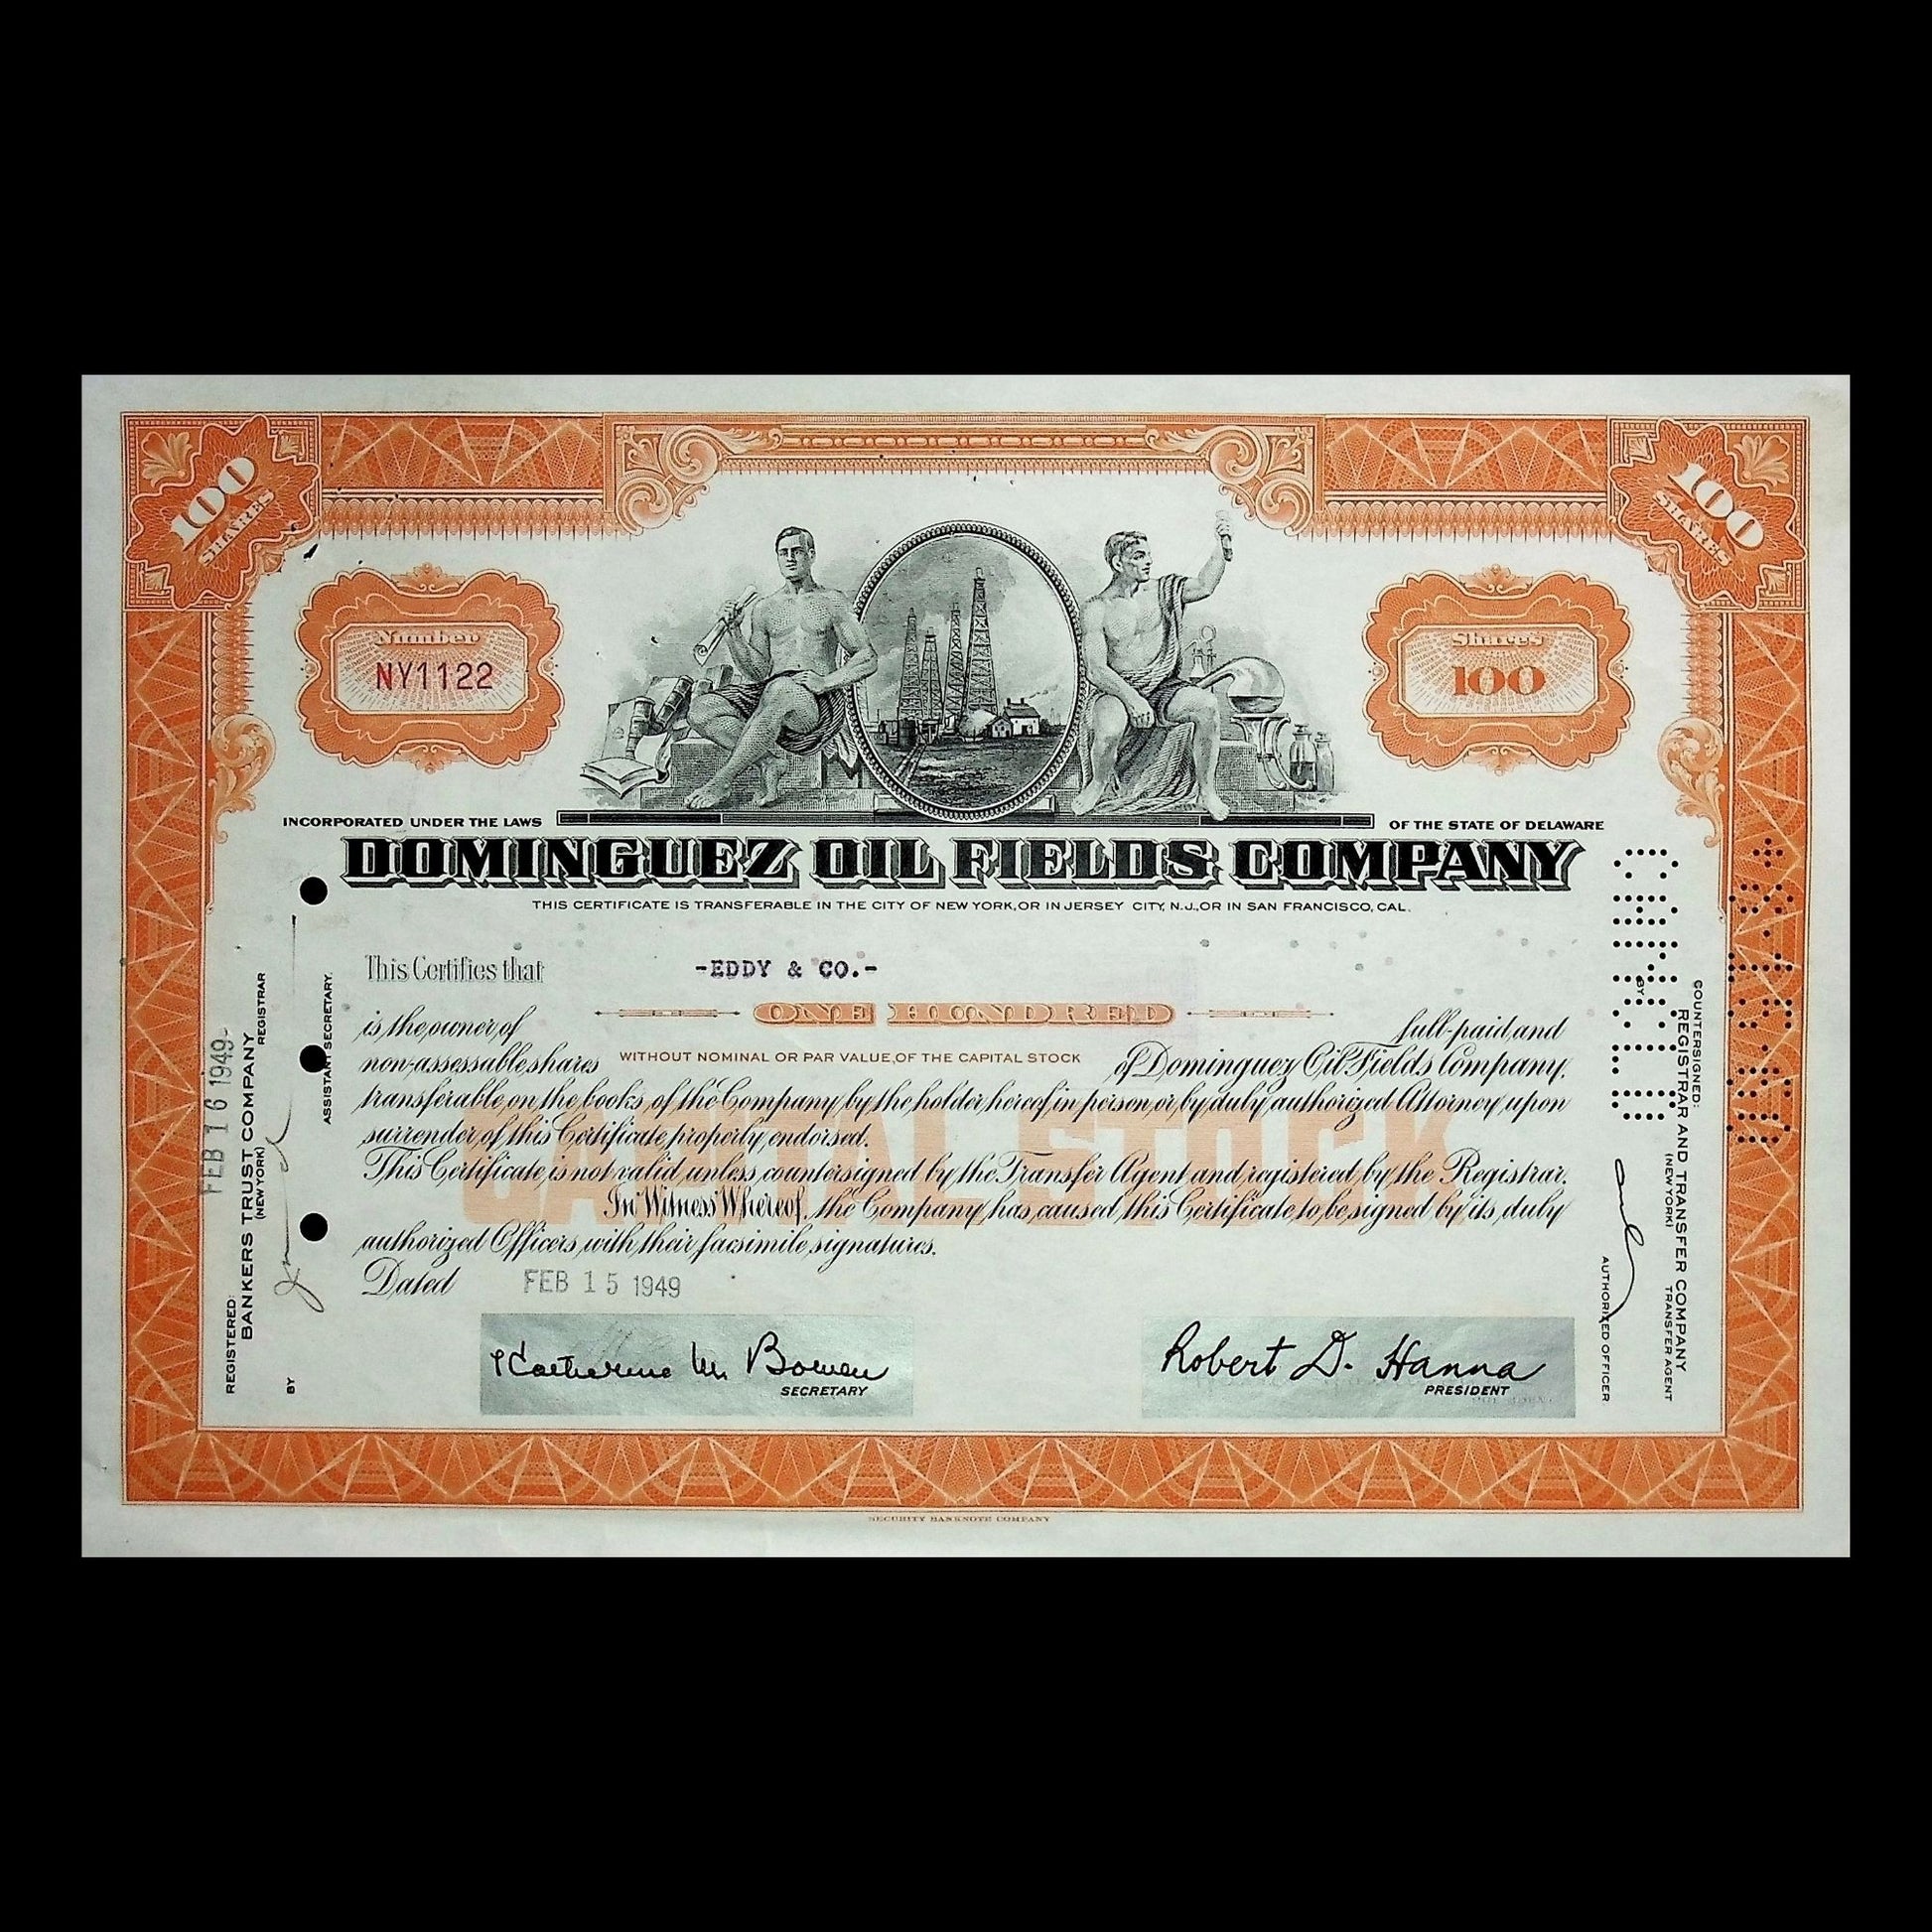 100
SHARES
100
SHARES
Number
NY1122
Shares
100
INCORPORATED UNDER THE LAWS
OF THE STATE OF DELAWARE
DOMINGUEZ OIL FIELDS COMPANY
THIS CERTIFICATE IS TRANSFERABLE IN THE CITY OF NEW YORK, OR IN JERSEY CITY, N.J., OR IN SAN FRANCISCO, CAL.
This Certifies that -EDDY & CO.-
is the owner of ONE HUNDRED full-paid and
non-assessable shares WITHOUT NOMINAL OR PAR VALUE, OF THE CAPITAL STOCK of Dominguez Oil Fields Company,
transferable on the books of the Company by the holder hereof in person or by duly authorized Attorney upon
surrender of this Certificate properly endorsed.
This Certificate is not valid unless countersigned by the Transfer Agent and registered by the Registrar.
In Witness Whereof, the Company has caused this Certificate to be signed by its duly
authorized Officers with their facsimile signatures.
Dated FEB 15 1949
CAPITAL STOCK
Katherine M. Bowen
SECRETARY
Robert D. Hanna
PRESIDENT
FEB 16 1949
REGISTERED:
BANKERS TRUST COMPANY
(NEW YORK)
REGISTRAR
BY
ASSISTANT SECRETARY.
COUNTERSIGNED:
REGISTRAR AND TRANSFER COMPANY
(NEW YORK)
TRANSFER AGENT
BY
AUTHORIZED OFFICER
SECURITY BANKNOTE COMPANY